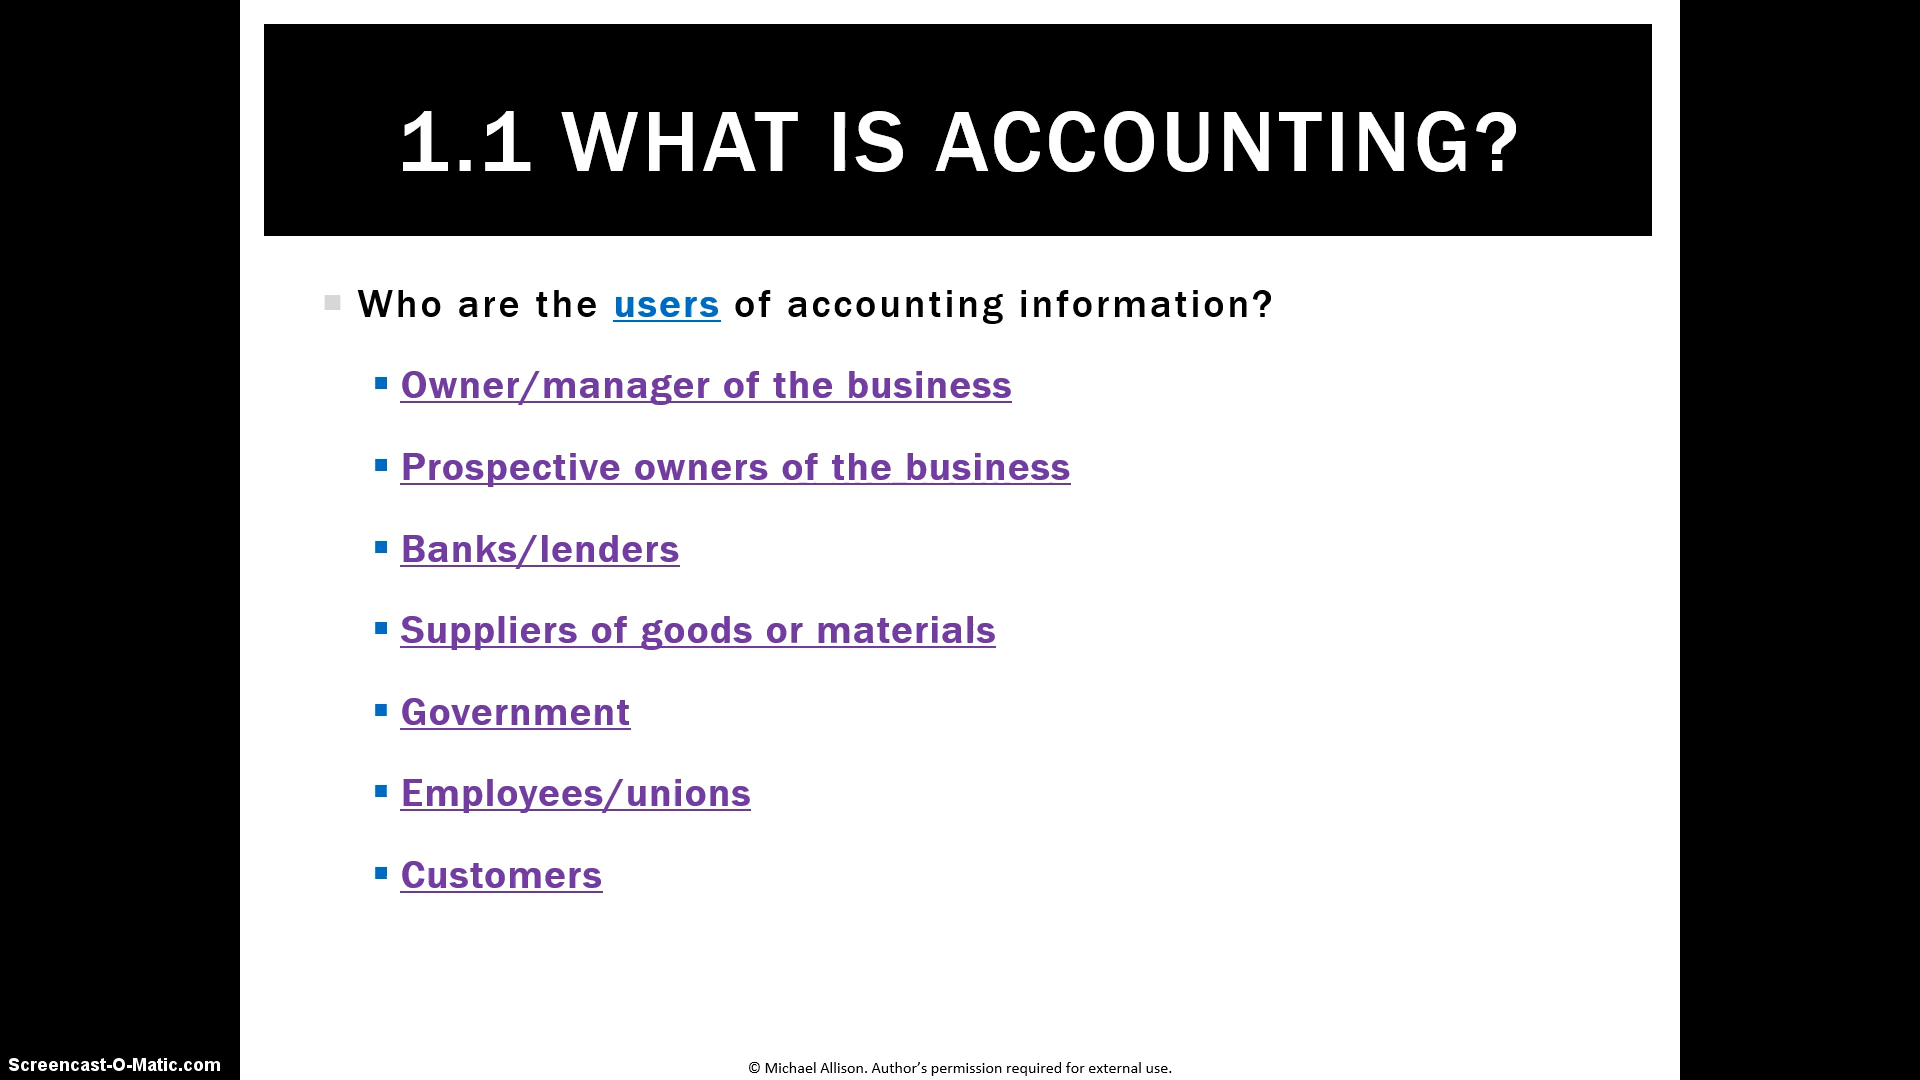 1.1 WHAT IS ACCOUNTING?
Who are the users of accounting information?
Owner/manager of the business
Prospective owners of the business
Banks/lenders
Suppliers of goods or materials
Government
Employees/unions
Customers
Screencast-O-Matic.com
© Michael Allison. Author’s permission required for external use.